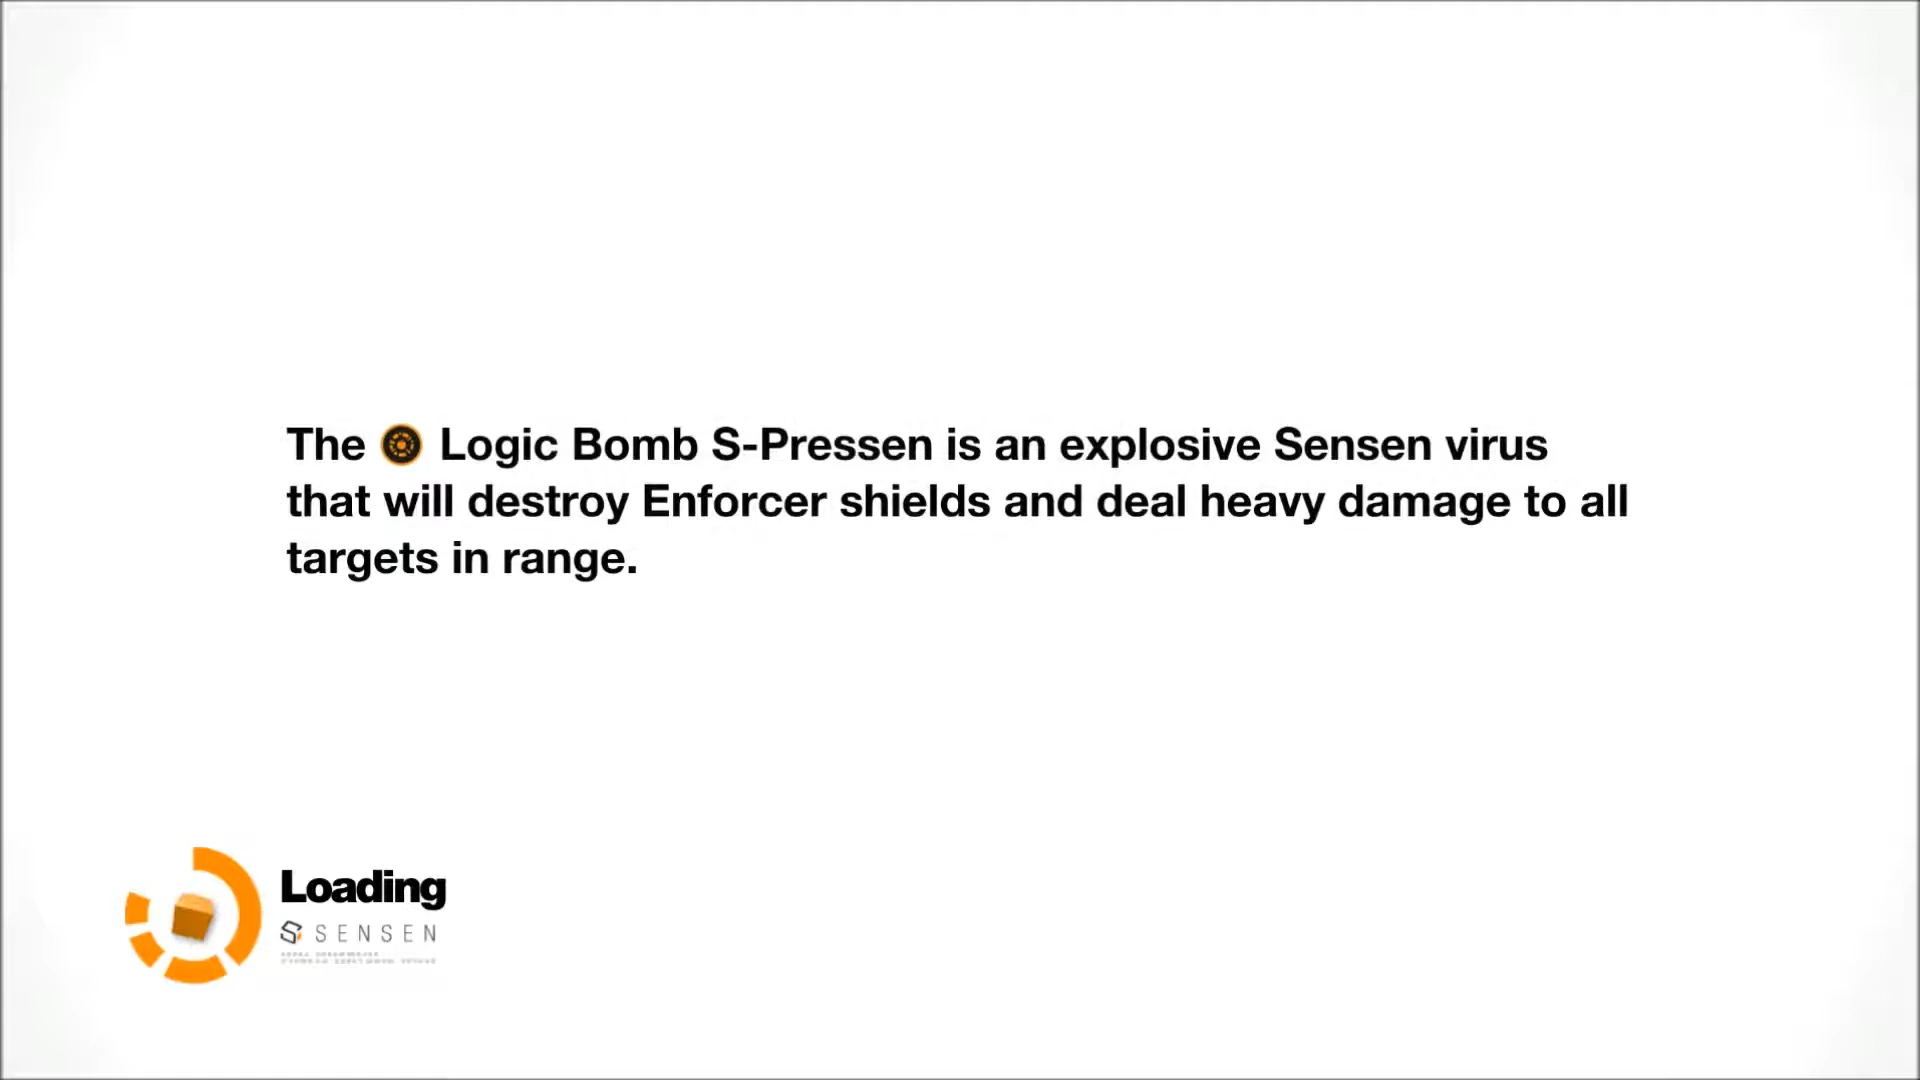 The Logic Bomb S-Pressen is an explosive Sensen virus
that will destroy Enforcer shields and deal heavy damage to all
targets in range.
Loading
SENSEN